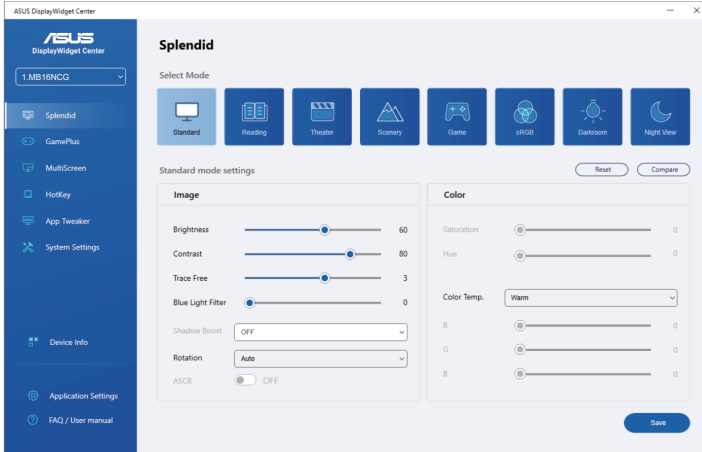 ASUS DisplayWidget Center
ASUS
DisplayWidget Center
1.MB16NCG
Splendid
GamePlus
MultiScreen
HotKey
App Tweaker
System Settings
Device Info
Application Settings
FAQ / User manual
Splendid
Select Mode
Standard
Reading
Theater
Scenery
Game
sRGB
Darkroom
Night View
Standard mode settings
Reset
Compare
Image
Brightness 60
Contrast 80
Trace Free 3
Blue Light Filter 0
Shadow Boost OFF
Rotation Auto
ASCR OFF
Color
Saturation 0
Hue 0
Color Temp. Warm
R 0
G 0
B 0
Save